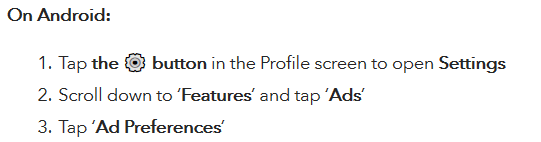 On Android:
1. Tap the ⚙ button in the Profile screen to open Settings
2. Scroll down to ‘Features’ and tap ‘Ads’
3. Tap ‘Ad Preferences’